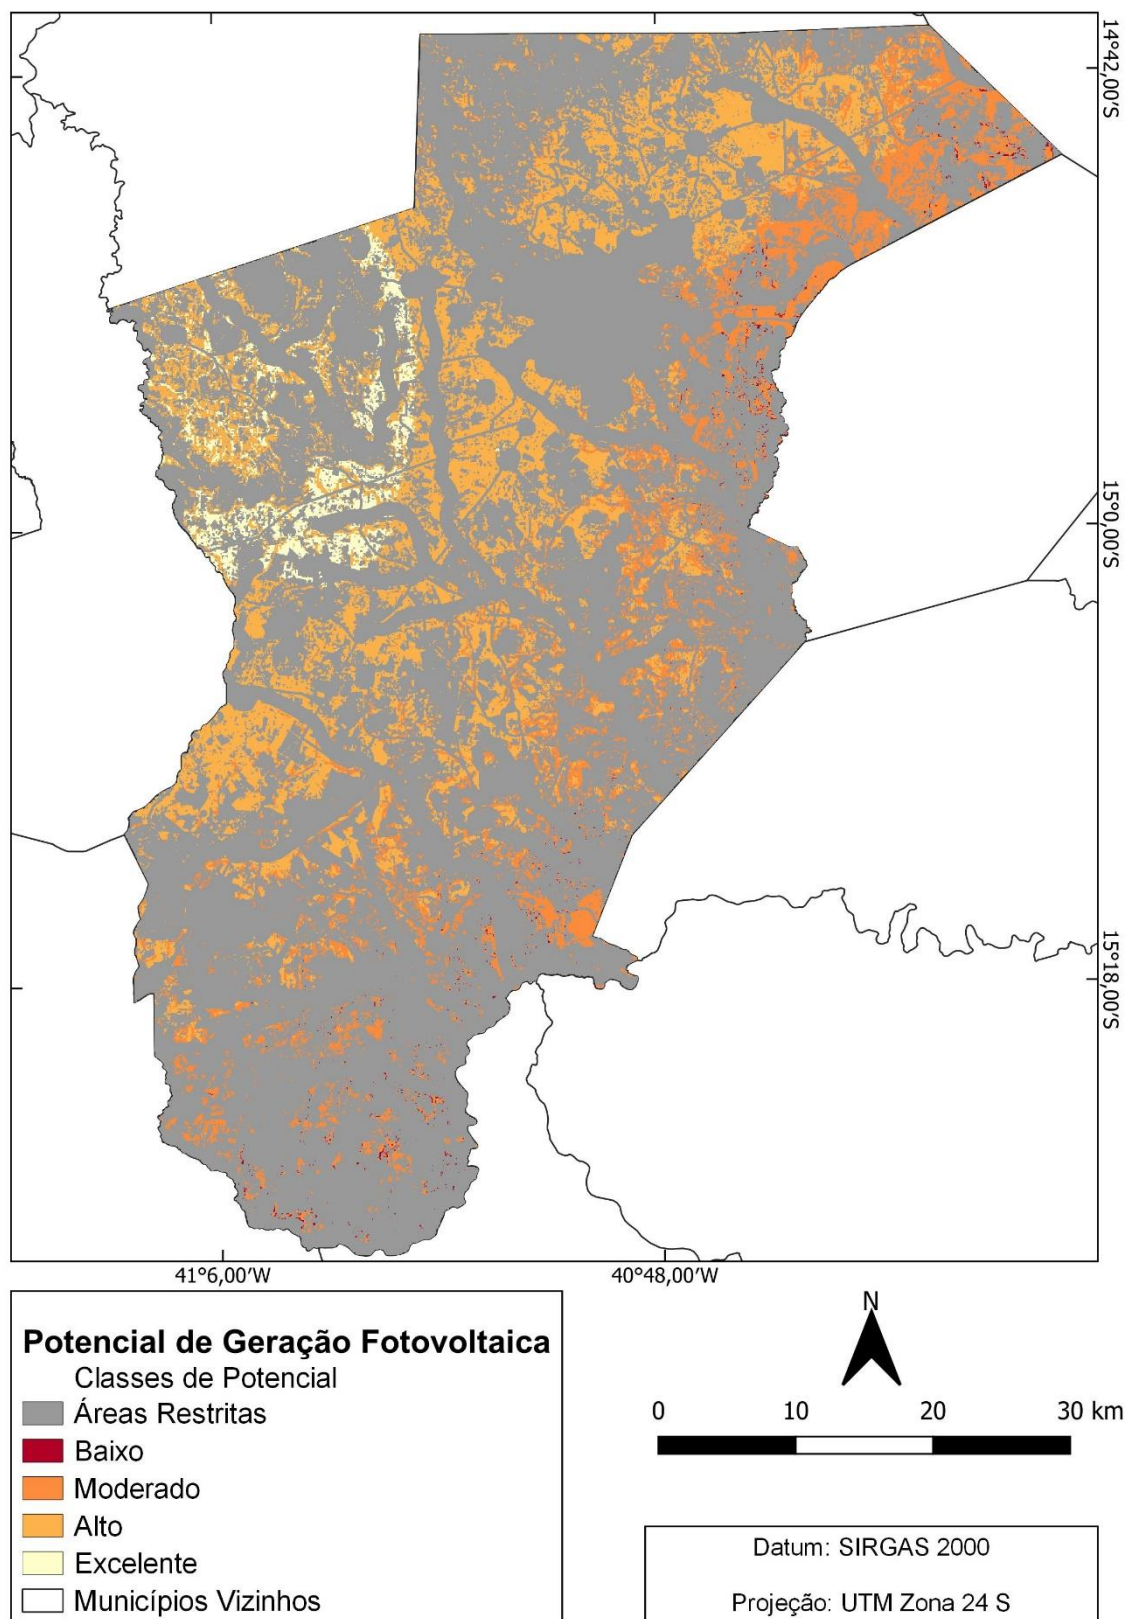 14°42,00'S
15°0,00'S
15°18,00'S
41°6,00'W
40°48,00'W
Potencial de Geração Fotovoltaica
Classes de Potencial
Áreas Restritas
Baixo
Moderado
Alto
Excelente
Municípios Vizinhos
N
0 10 20 30 km
Datum: SIRGAS 2000
Projeção: UTM Zona 24 S